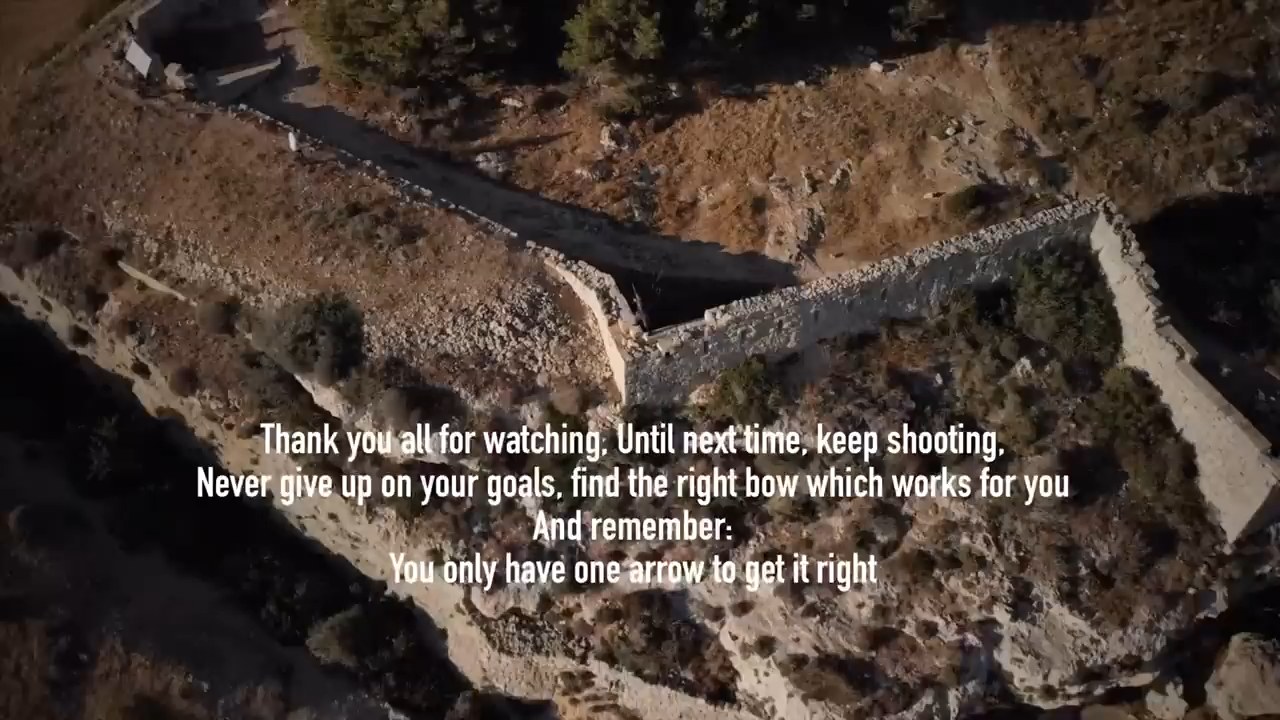 Thank you all for watching, Until next time, keep shooting,
Never give up on your goals, find the right bow which works for you
And remember:
You only have one arrow to get it right